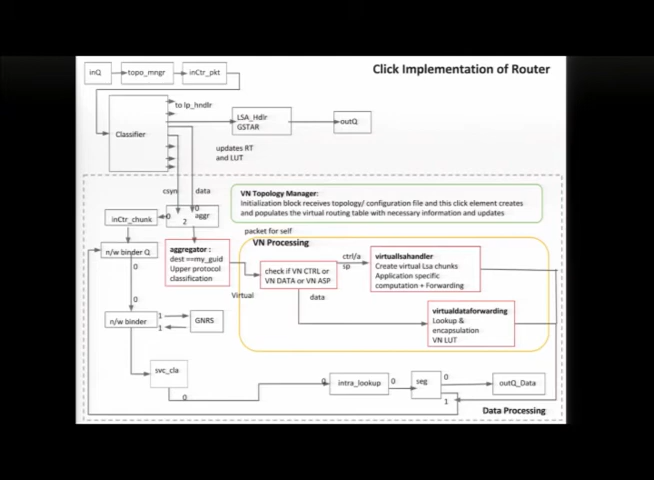 Click Implementation of Router
inQ
topo_mngr
inCtr_pkt
to lp_hndlr
Classifier
LSA_Hdlr
GSTAR
outQ
updates RT
and LUT
csyn
data
VN Topology Manager:
Initialization block receives topology/ configuration file and this click element creates
and populates the virtual routing table with necessary information and updates
inCtr_chunk
0
0
aggr
2
packet for self
n/w binder Q
aggregator :
dest ==my_guid
Upper protocol
classification
VN Processing
check if VN CTRL or
VN DATA or VN ASP
ctrl/a
sp
virtuallsahandler
Create virtual Lsa chunks
Application specific
computation + Forwarding
0
Virtual
data
0
n/w binder
1
1
GNRS
virtualdataforwarding
Lookup &
encapsulation
VN LUT
svc_cla
0
0
intra_lookup
0
seg
0
1
outQ_Data
Data Processing